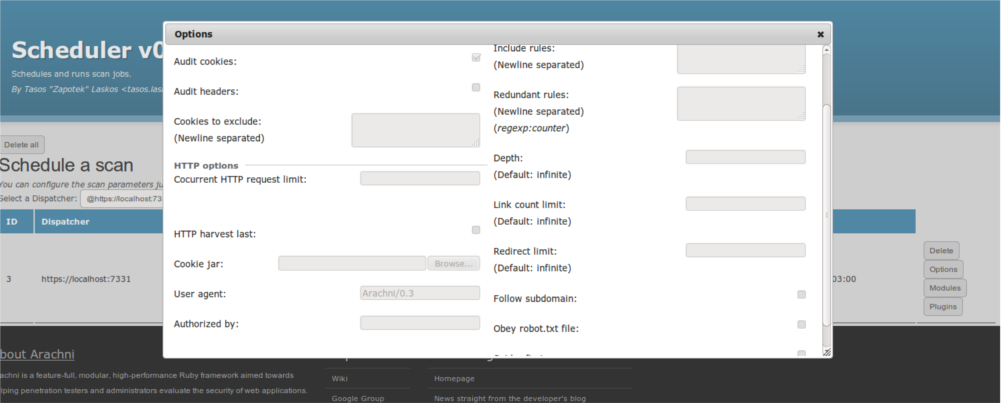 Options
Scheduler v0
Schedules and runs scan jobs.
By Tasos "Zapotek" Laskos <tasos.las
Audit cookies:
Audit headers:
Cookies to exclude:
(Newline separated)
HTTP options
Cocurrent HTTP request limit:
HTTP harvest last:
Cookie jar:
Browse...
User agent:
Arachni/0.3
Authorized by:
Include rules:
(Newline separated)
Redundant rules:
(Newline separated)
(regexp:counter)
Depth:
(Default: infinite)
Link count limit:
(Default: infinite)
Redirect limit:
(Default: infinite)
Follow subdomain:
Obey robot.txt file:
Delete all
Schedule a scan
You can configure the scan parameters ju
Select a Dispatcher: @https://localhost:73
ID Dispatcher
3 https://localhost:7331
03:00
Delete
Options
Modules
Plugins
bout Arachni
achni is a feature-full, modular, high-performance Ruby framework aimed towards
lping penetration testers and administrators evaluate the security of web applications.
Wiki
Google Group
Homepage
News straight from the developer's blog